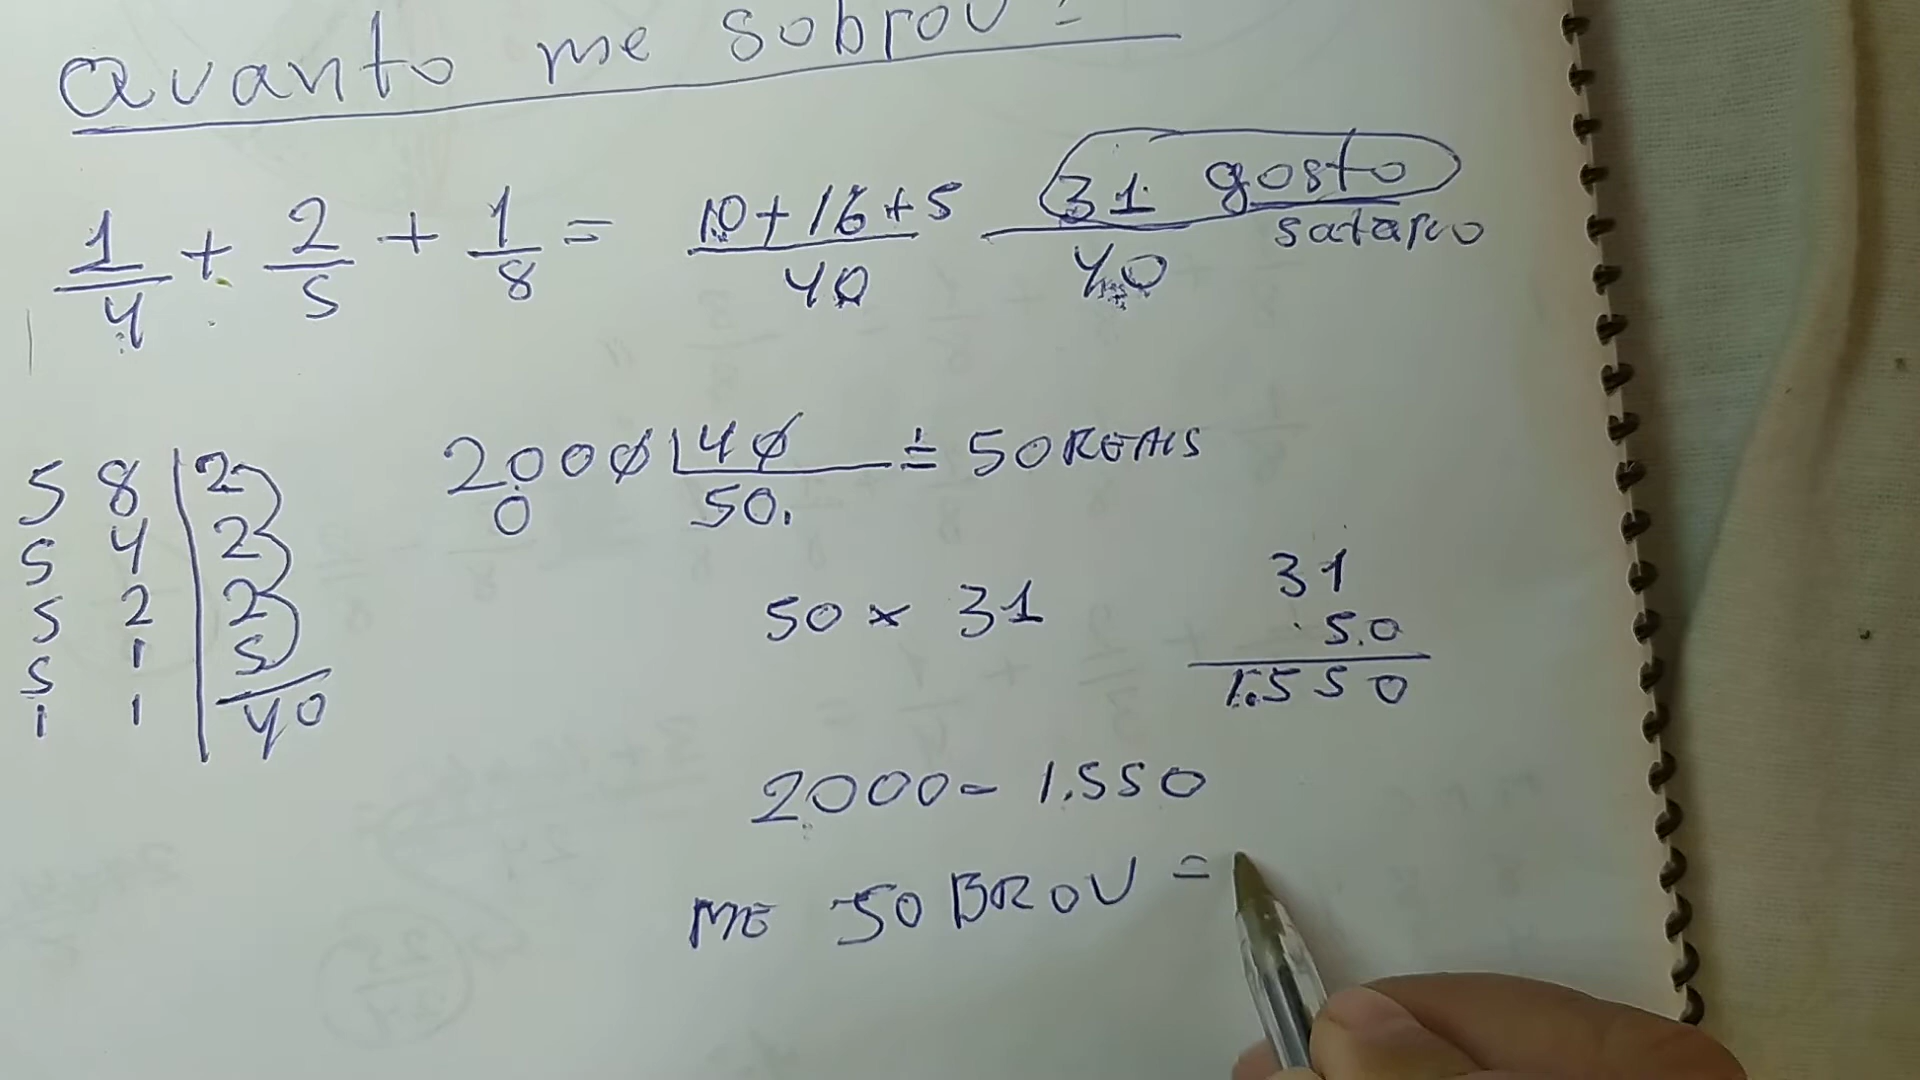 Quanto me sobrou?
1/4 + 2/5 + 1/8 = 10+16+5/40 31/40 gosto
satário
5 8 | 2
5 4 | 2
5 2 | 2
5 1 | 5
1 1 | 40
2000 | 40 = 50 REAIS
0 50.
50 x 31
31
50
1.550
2000 - 1.550
ME SOBROU =